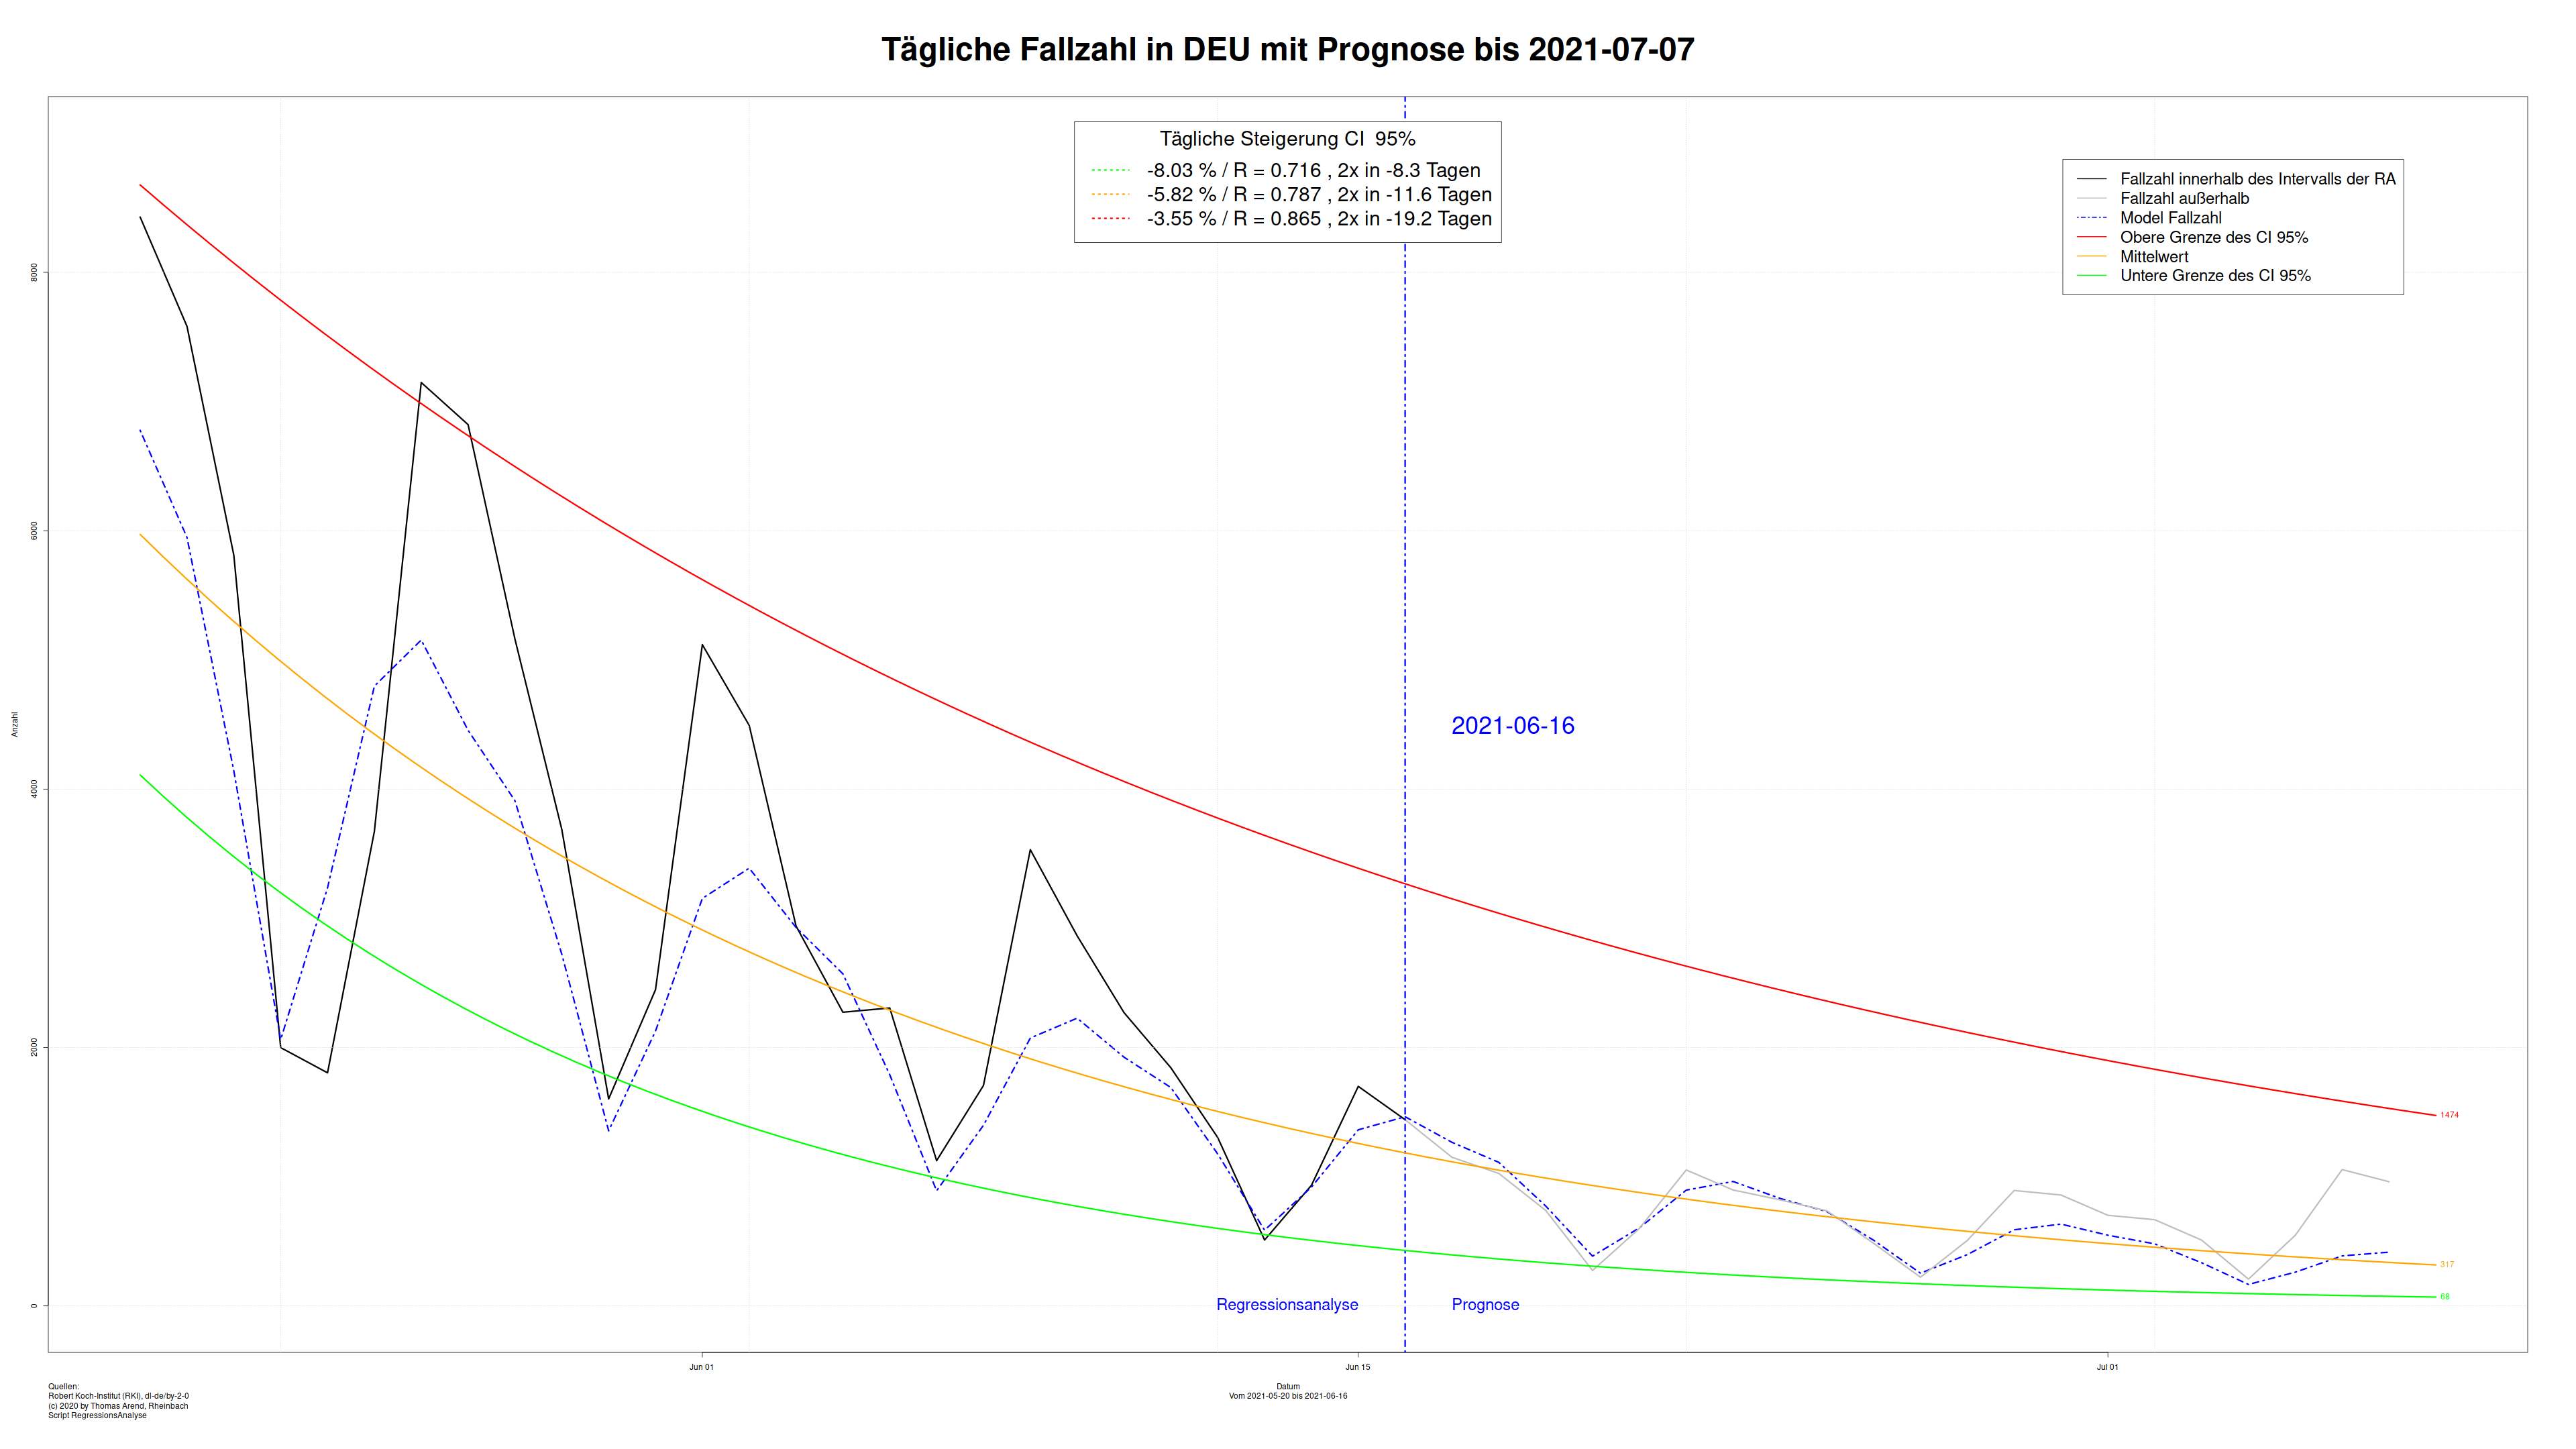 Tägliche Fallzahl in DEU mit Prognose bis 2021-07-07
Tägliche Steigerung CI  95%
-8.03 % / R = 0.716 , 2x in -8.3 Tagen
-5.82 % / R = 0.787 , 2x in -11.6 Tagen
-3.55 % / R = 0.865 , 2x in -19.2 Tagen
Fallzahl innerhalb des Intervalls der RA
Fallzahl außerhalb
Model Fallzahl
Obere Grenze des CI 95%
Mittelwert
Untere Grenze des CI 95%
8000
6000
4000
2000
0
Anzahl
2021-06-16
1474
317
68
Regressionsanalyse
Prognose
Jun 01
Jun 15
Jul 01
Datum
Vom 2021-05-20 bis 2021-06-16
Quellen:
Robert Koch-Institut (RKI), dl-de/by-2-0
(c) 2020 by Thomas Arend, Rheinbach
Script RegressionsAnalyse